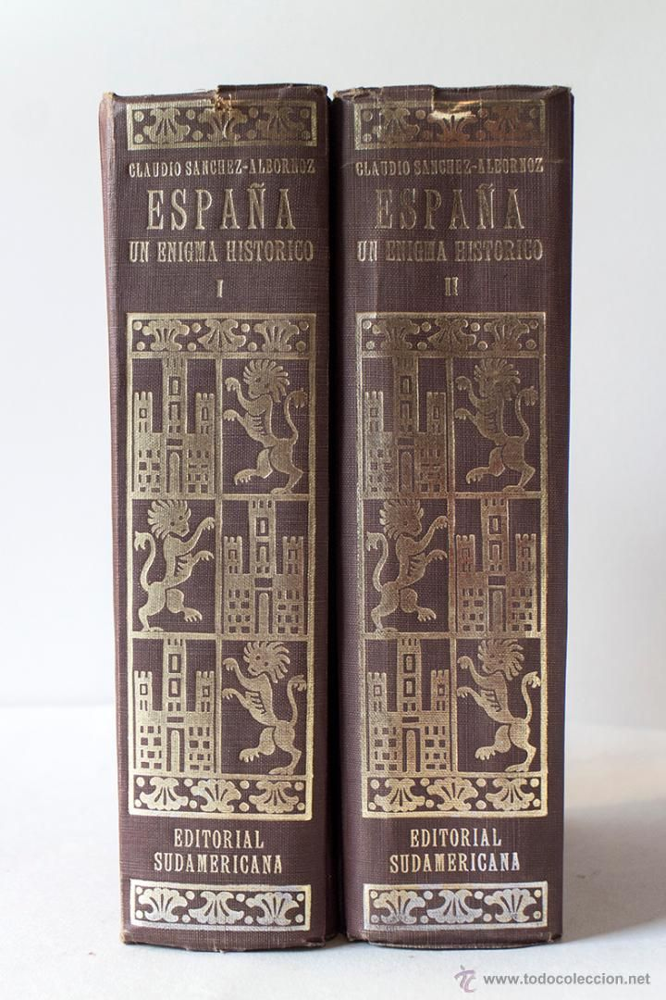 CLAUDIO SANCHEZ-ALBORNOZ
ESPAÑA
UN ENIGMA HISTORICO
I
EDITORIAL
SUDAMERICANA
CLAUDIO SANCHEZ-ALBORNOZ
ESPAÑA
UN ENIGMA HISTORICO
II
EDITORIAL
SUDAMERICANA
www.todocoleccion.net